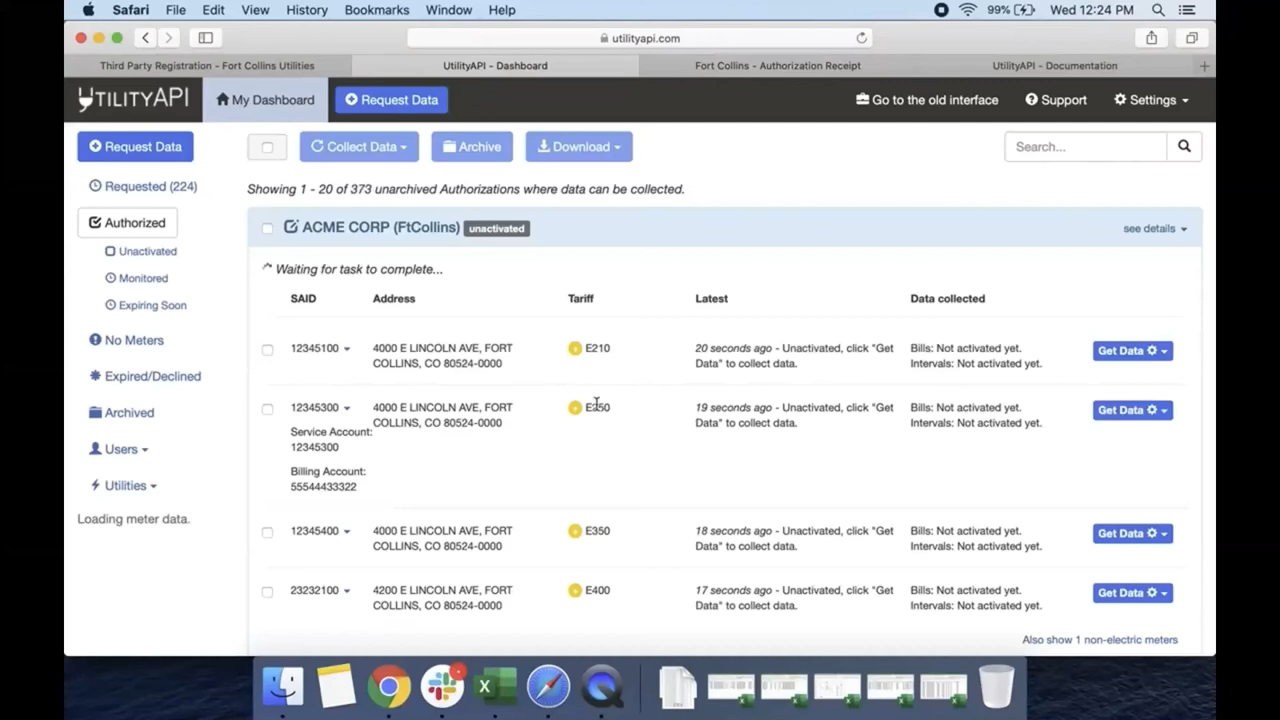 Safari File Edit View History Bookmarks Window Help 99% Wed 12:24 PM
utilityapi.com
Third Party Registration - Fort Collins Utilities UtilityAPI - Dashboard Fort Collins - Authorization Receipt UtilityAPI - Documentation
UTILITYAPI My Dashboard Request Data Go to the old interface Support Settings
Request Data Collect Data Archive Download Search...
Requested (224)
Showing 1 - 20 of 373 unarchived Authorizations where data can be collected.
Authorized
ACME CORP (FtCollins) unactivated see details
Unactivated
Waiting for task to complete...
Monitored
SAID Address Tariff Latest Data collected
Expiring Soon
No Meters
12345100 4000 E LINCOLN AVE, FORT E210 20 seconds ago - Unactivated, click "Get Bills: Not activated yet. Get Data
COLLINS, CO 80524-0000 Data" to collect data. Intervals: Not activated yet.
Expired/Declined
Archived
12345300 4000 E LINCOLN AVE, FORT 19 seconds ago - Unactivated, click "Get Bills: Not activated yet. Get Data
COLLINS, CO 80524-0000 Data" to collect data. Intervals: Not activated yet.
Service Account:
12345300
Users
Billing Account:
55544433322
Utilities
Loading meter data.
12345400 4000 E LINCOLN AVE, FORT E350 18 seconds ago - Unactivated, click "Get Bills: Not activated yet. Get Data
COLLINS, CO 80524-0000 Data" to collect data. Intervals: Not activated yet.
23232100 4200 E LINCOLN AVE, FORT E400 17 seconds ago - Unactivated, click "Get Bills: Not activated yet. Get Data
COLLINS, CO 80524-0000 Data" to collect data. Intervals: Not activated yet.
Also show 1 non-electric meters